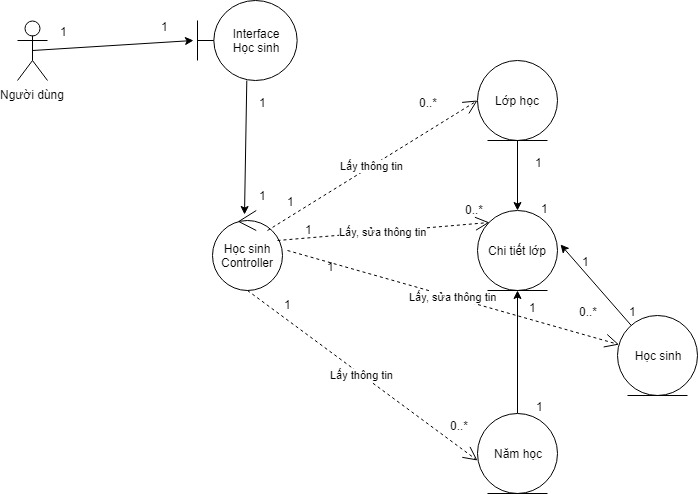 Interface
Học sinh
1
1
Người dùng
1
1
Học sinh
Controller
Lớp học
0..*
Lấy thông tin
1
1
1
Chi tiết lớp
0..*
Lấy, sửa thông tin
1
1
Lấy, sửa thông tin
0..*
1
1
Học sinh
1
Lấy thông tin
0..*
1
1
Năm học